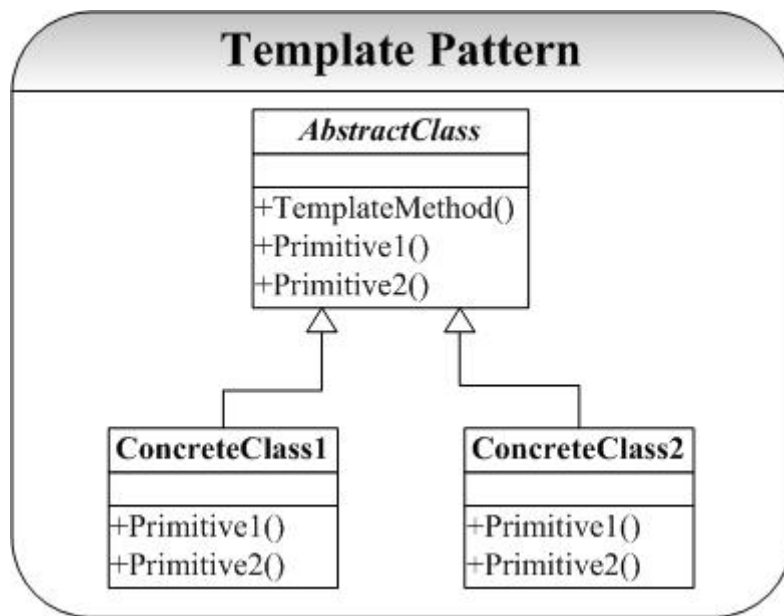 Template Pattern
AbstractClass
+TemplateMethod()
+Primitive1()
+Primitive2()
ConcreteClass1
+Primitive1()
+Primitive2()
ConcreteClass2
+Primitive1()
+Primitive2()